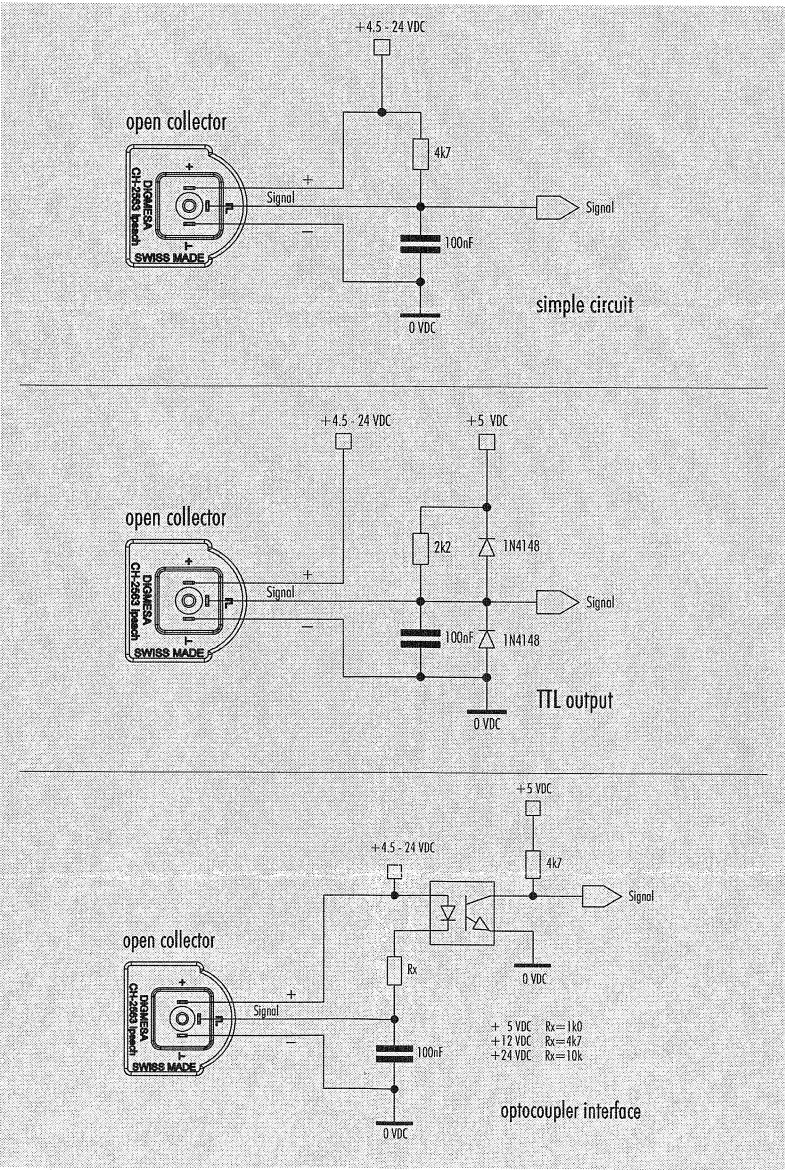 +4.5 - 24 VDC
open collector
4k7
+
+
DIGMESA
CH-2563 Ipsach
Signal
Signal
−
100nF
SWISS MADE
0 VDC
simple circuit
+4.5 - 24 VDC
+5 VDC
open collector
2k2
1N4148
+
+
DIGMESA
CH-2563 Ipsach
Signal
Signal
−
100nF
1N4148
SWISS MADE
0 VDC
TTL output
+5 VDC
+4.5 - 24 VDC
4k7
Signal
open collector
Rx
0 VDC
+
+
DIGMESA
CH-2563 Ipsach
Signal
−
100nF
SWISS MADE
+ 5 VDC Rx=1k0
+12 VDC Rx=4k7
+24 VDC Rx=10k
0 VDC
optocoupler interface